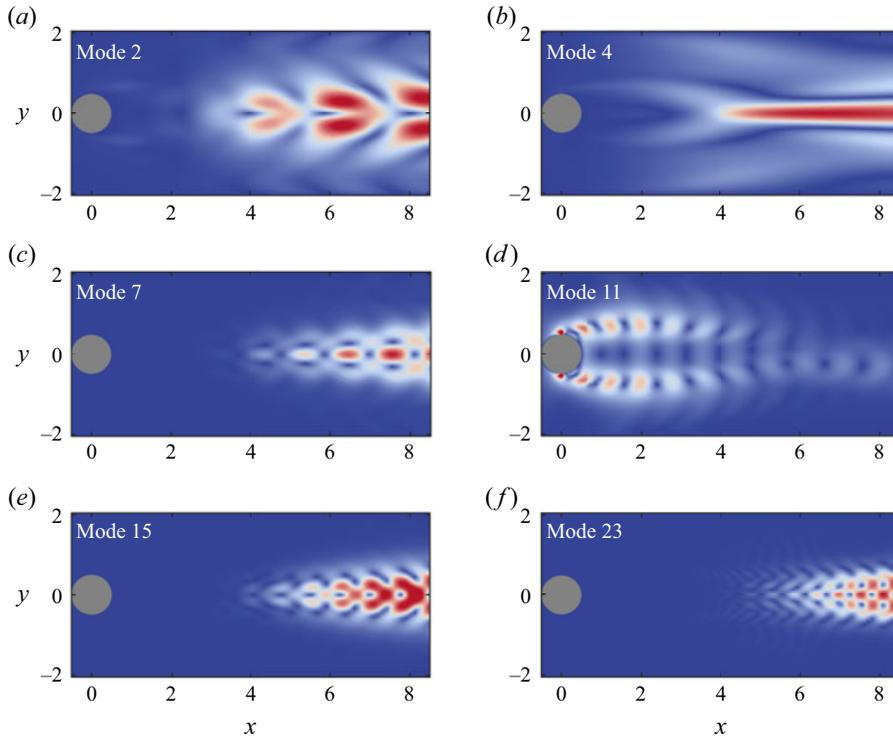 (a) (b)
2 2
Mode 2 Mode 4
y 0 0
–2 –2
0 2 4 6 8 0 2 4 6 8
(c) (d)
2 2
Mode 7 Mode 11
y 0 0
–2 –2
0 2 4 6 8 0 2 4 6 8
(e) (f)
2 2
Mode 15 Mode 23
y 0 0
–2 –2
0 2 4 6 8 0 2 4 6 8
x x